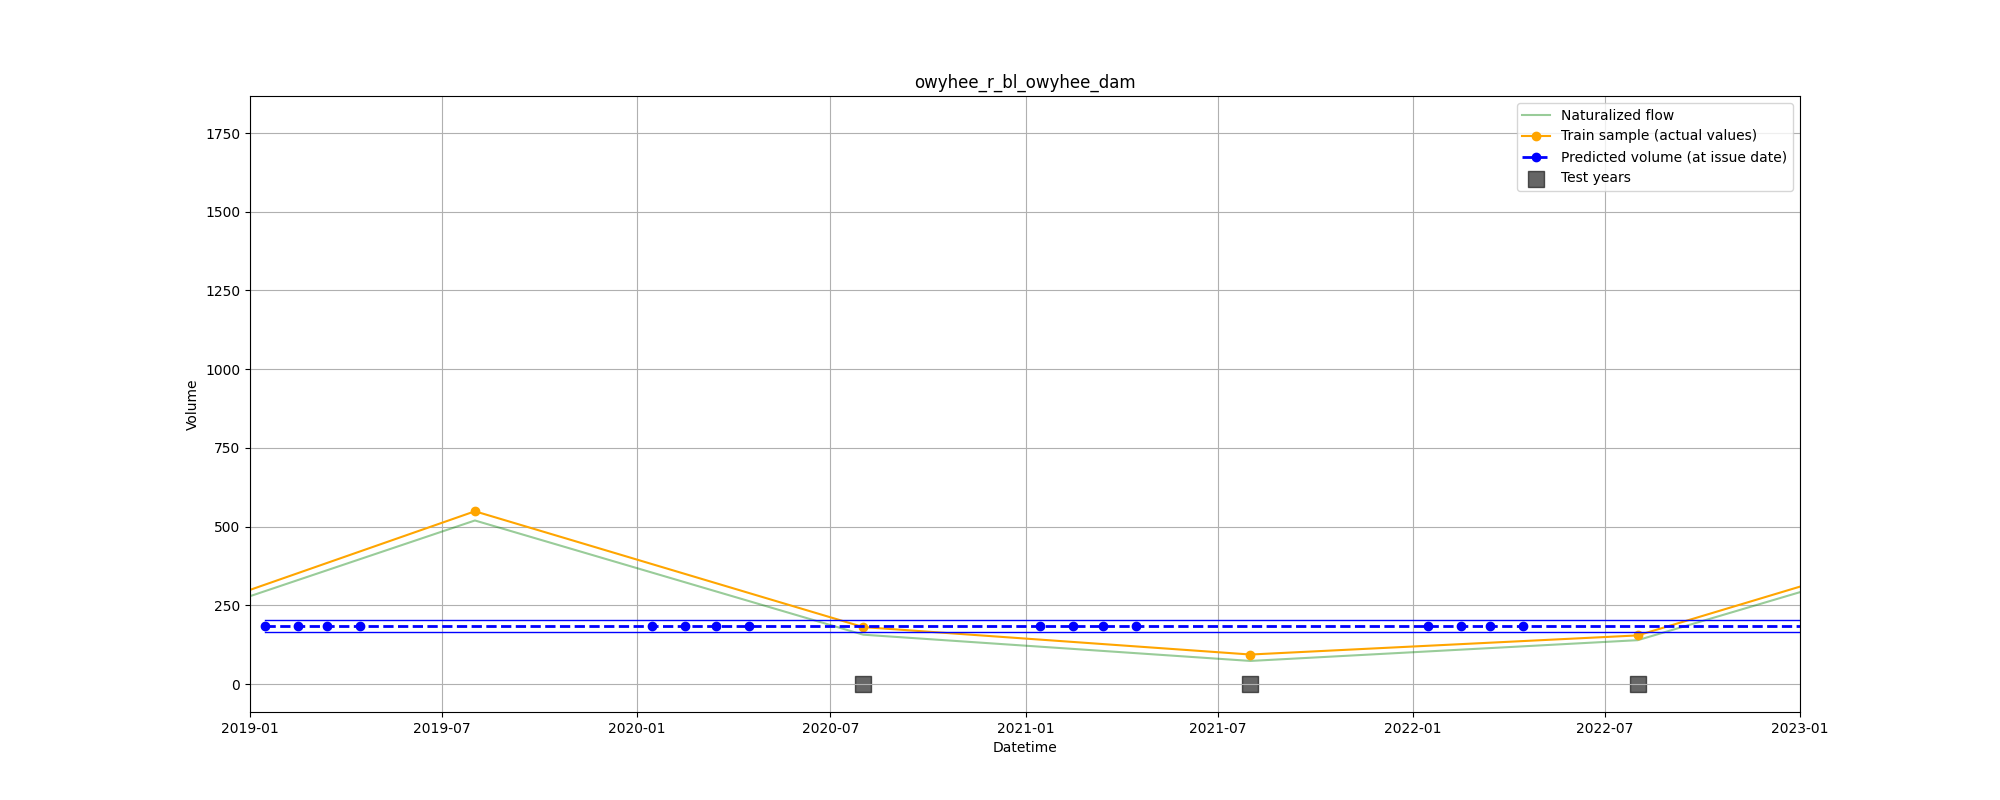 owyhee_r_bl_owyhee_dam
Naturalized flow
Train sample (actual values)
Predicted volume (at issue date)
Test years
Volume
1750
1500
1250
1000
750
500
250
0
2019-01 2019-07 2020-01 2020-07 2021-01 2021-07 2022-01 2022-07 2023-01
Datetime